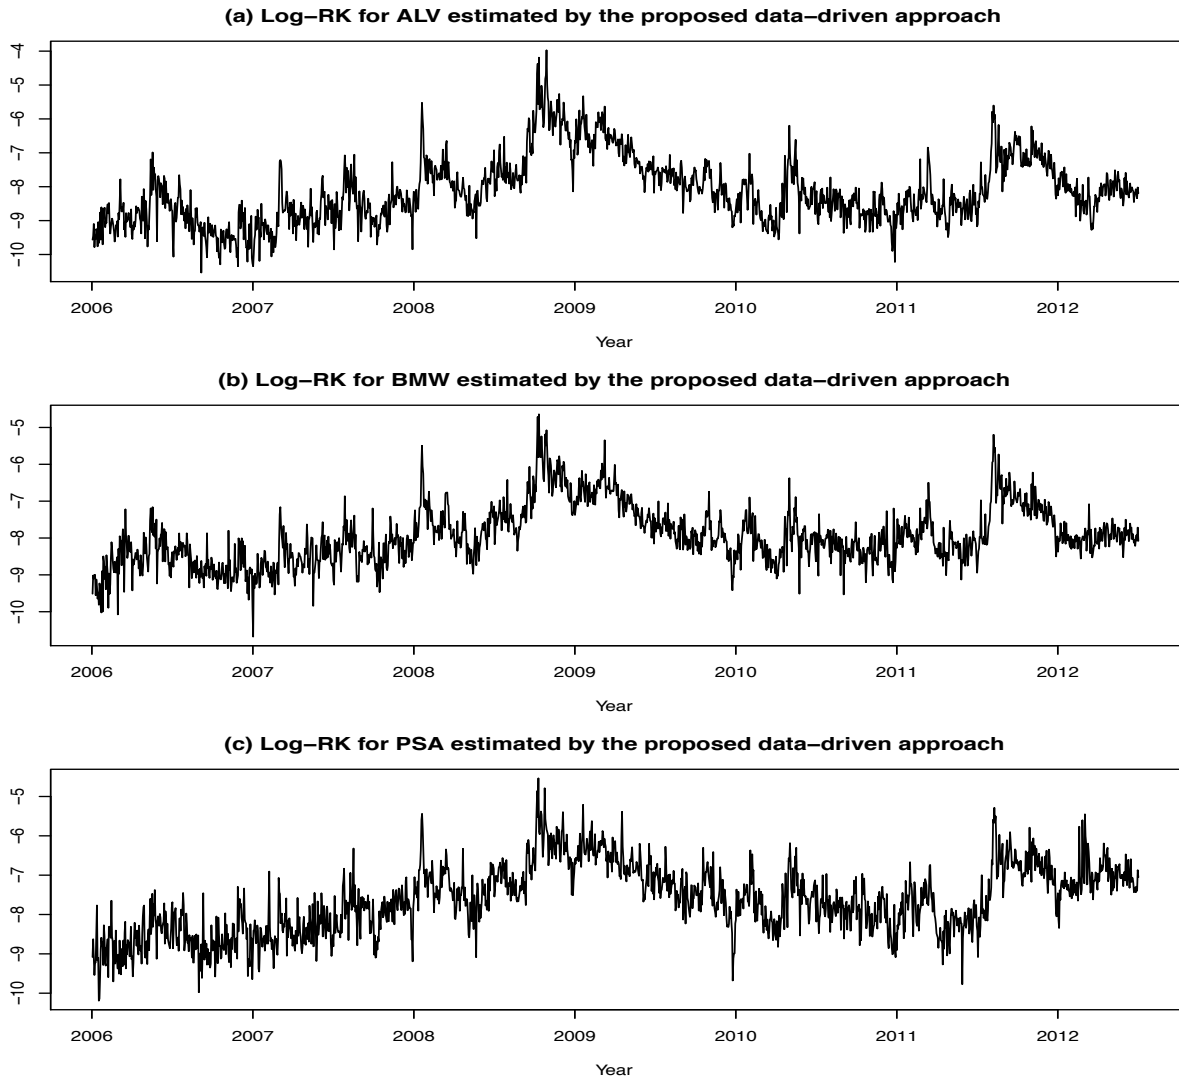 (a) Log−RK for ALV estimated by the proposed data−driven approach
−4
−5
−6
−7
−8
−9
−10
2006 2007 2008 2009 2010 2011 2012
Year
(b) Log−RK for BMW estimated by the proposed data−driven approach
−5
−6
−7
−8
−9
−10
2006 2007 2008 2009 2010 2011 2012
Year
(c) Log−RK for PSA estimated by the proposed data−driven approach
−5
−6
−7
−8
−9
−10
2006 2007 2008 2009 2010 2011 2012
Year